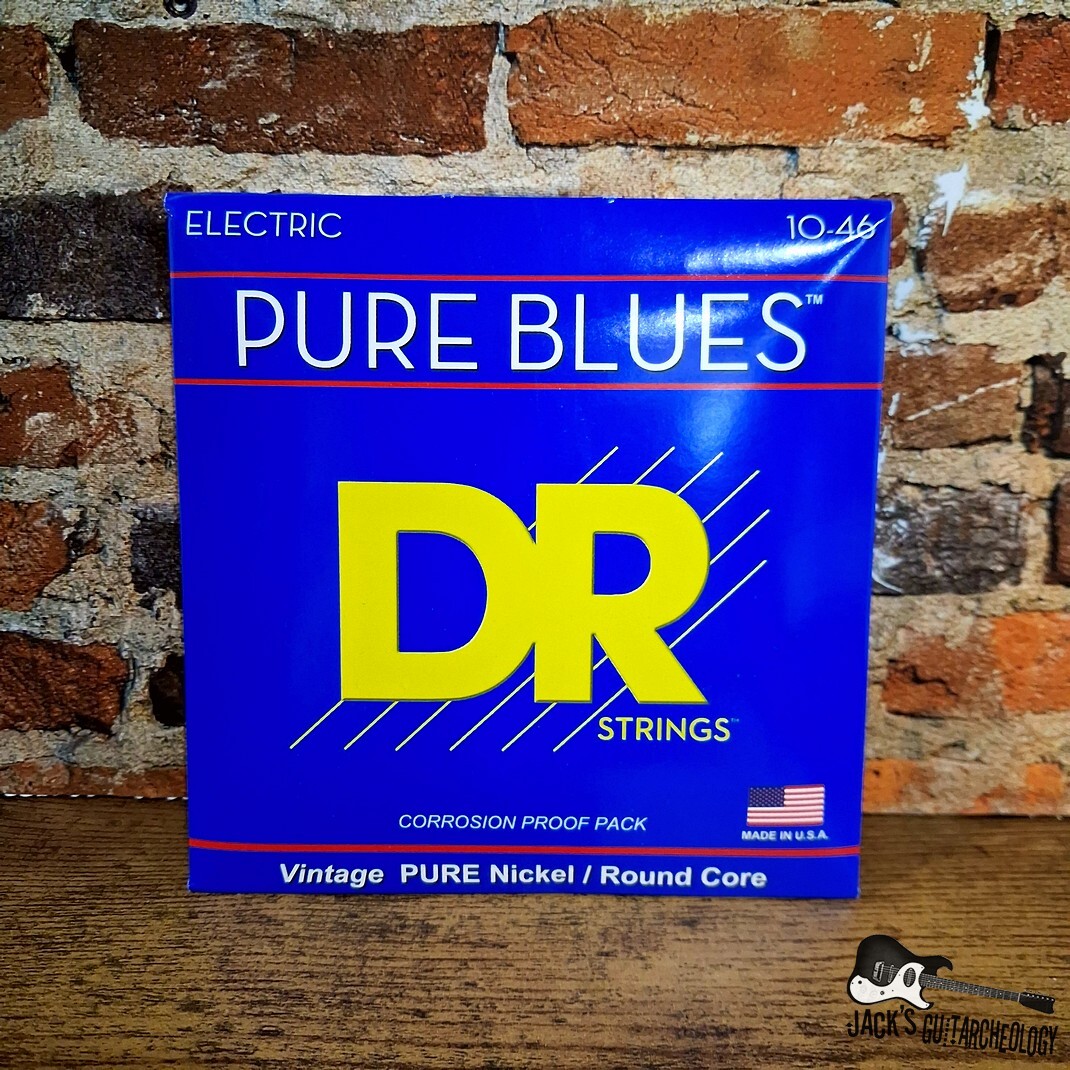 ELECTRIC 10-46
PURE BLUES™
DR
STRINGS™
CORROSION PROOF PACK
MADE IN U.S.A.
Vintage PURE Nickel / Round Core
JACK'S GUITARCHEOLOGY